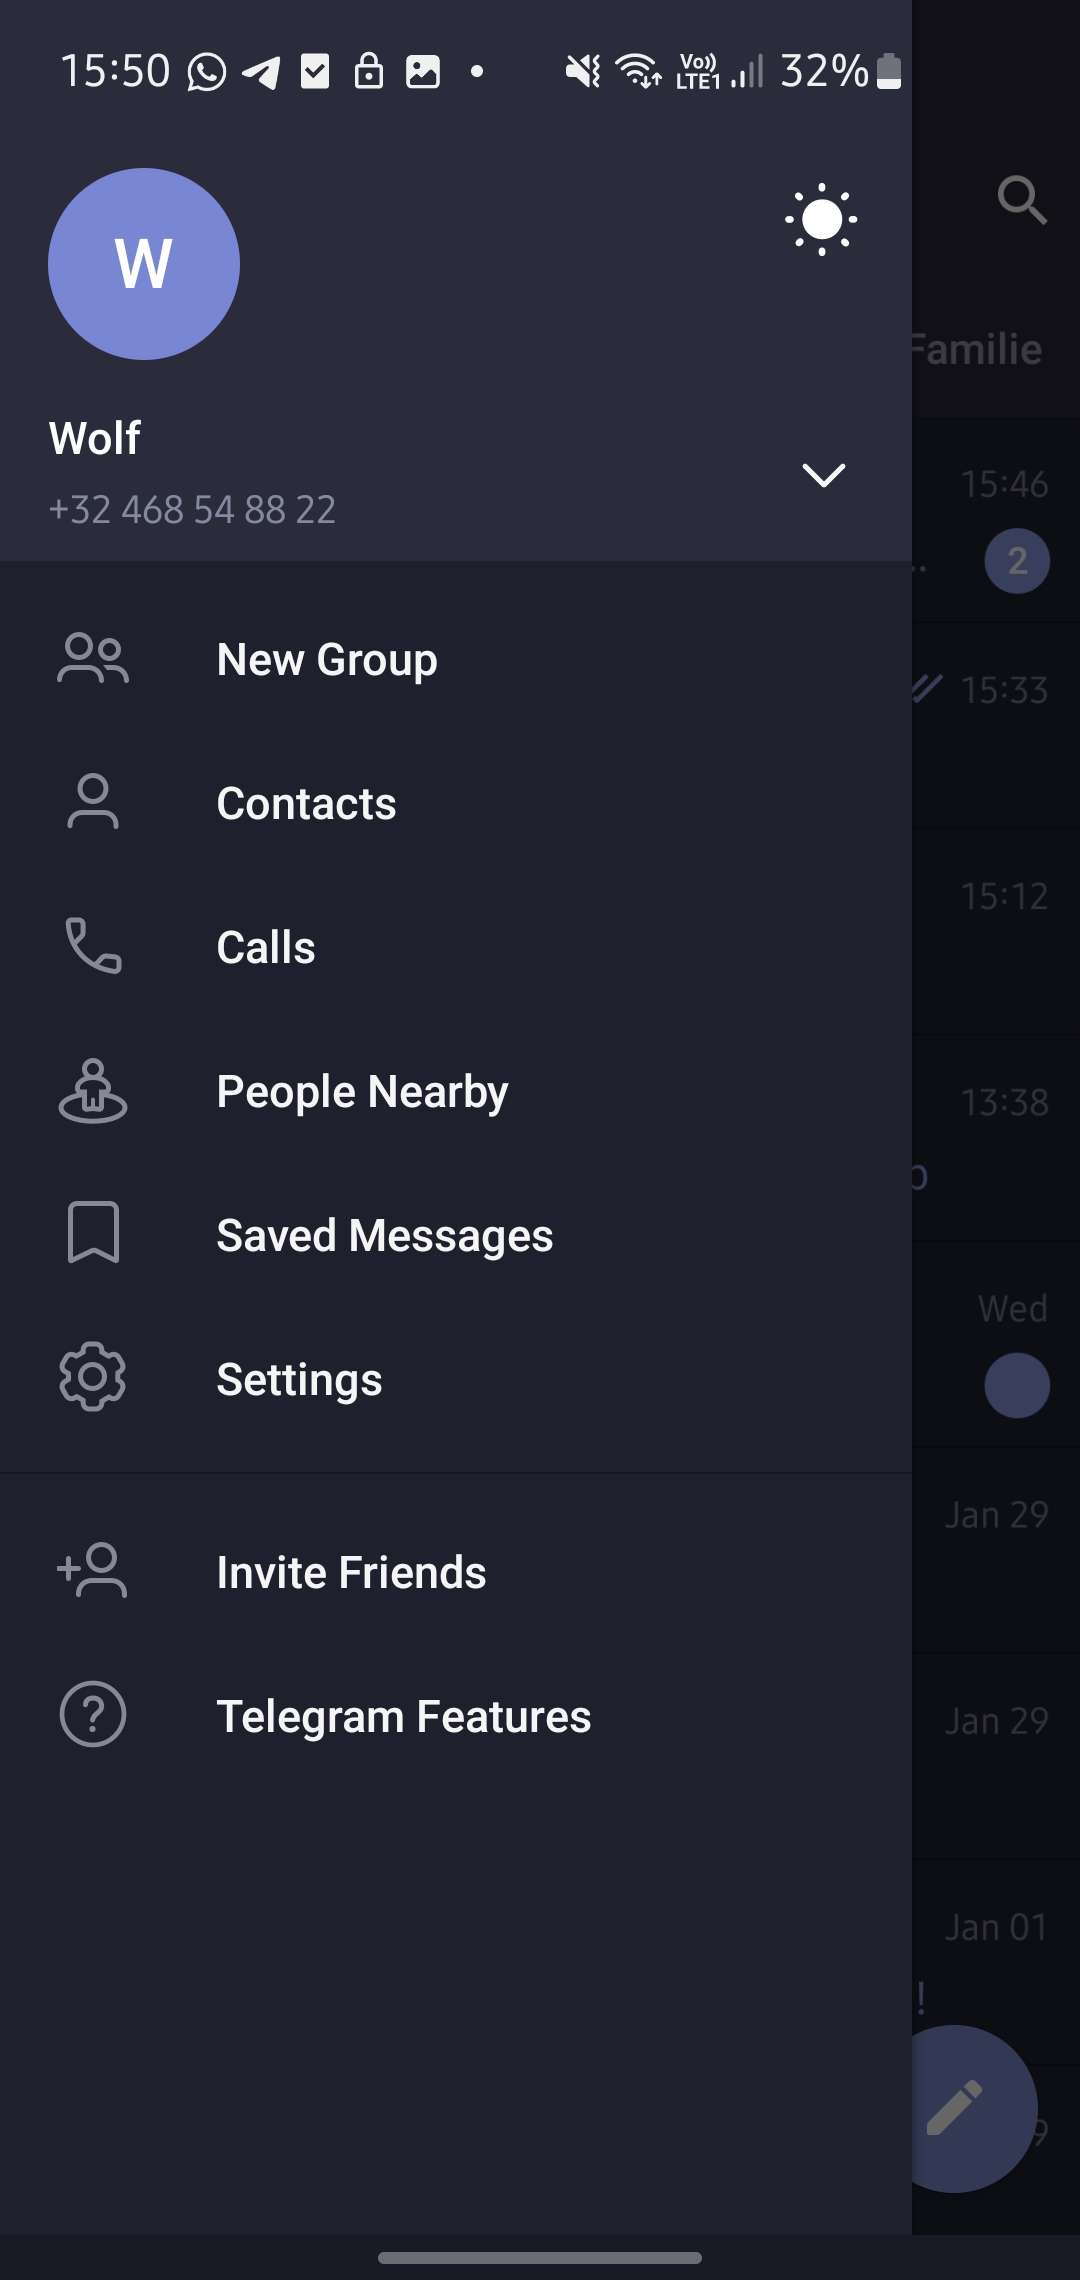 15:50 Vo)) LTE1 32%
W
Familie
Wolf
+32 468 54 88 22
15:46
2
New Group
15:33
Contacts
15:12
Calls
People Nearby
13:38
Saved Messages
Wed
Settings
Jan 29
Invite Friends
Telegram Features
Jan 29
Jan 01
!